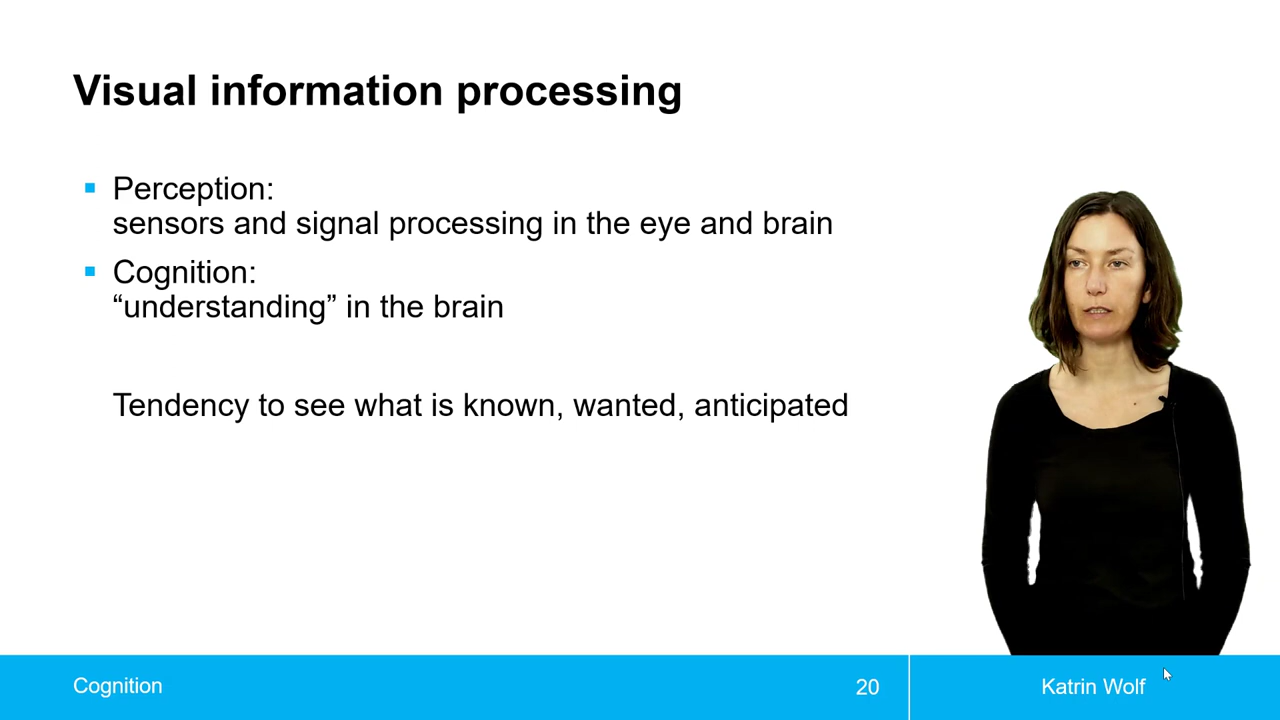 Visual information processing
Perception:
sensors and signal processing in the eye and brain
Cognition:
“understanding” in the brain
Tendency to see what is known, wanted, anticipated
Cognition
20
Katrin Wolf